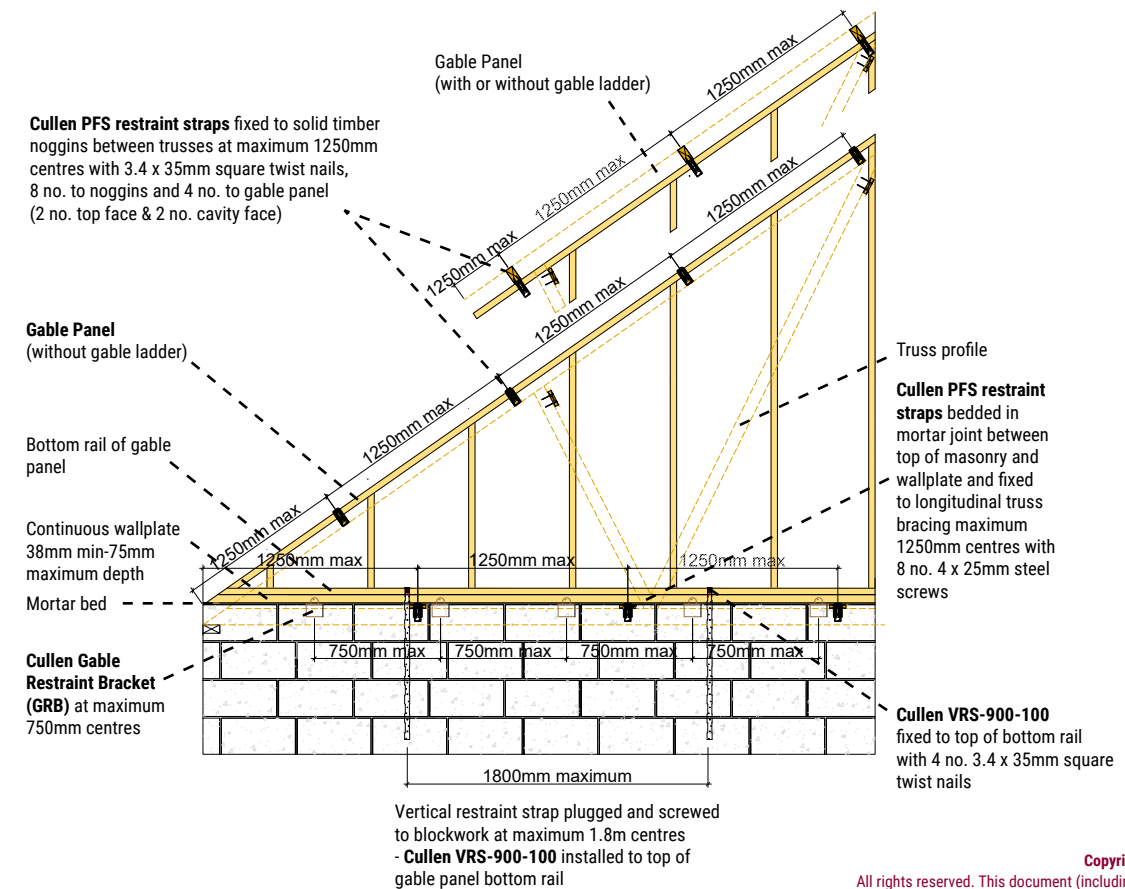 Gable Panel
(with or without gable ladder)
Cullen PFS restraint straps fixed to solid timber
noggins between trusses at maximum 1250mm
centres with 3.4 x 35mm square twist nails,
8 no. to noggins and 4 no. to gable panel
(2 no. top face & 2 no. cavity face)
1250mm max
1250mm max
1250mm max
1250mm max
1250mm max
1250mm max
1250mm max
Gable Panel
(without gable ladder)
Bottom rail of gable
panel
Continuous wallplate
38mm min-75mm
maximum depth
Mortar bed
Cullen Gable
Restraint Bracket
(GRB) at maximum
750mm centres
1250mm max
1250mm max
1250mm max
750mm max
750mm max
750mm max
750mm max
1800mm maximum
Truss profile
Cullen PFS restraint
straps bedded in
mortar joint between
top of masonry and
wallplate and fixed
to longitudinal truss
bracing maximum
1250mm centres with
8 no. 4 x 25mm steel
screws
Cullen VRS-900-100
fixed to top of bottom rail
with 4 no. 3.4 x 35mm square
twist nails
Vertical restraint strap plugged and screwed
to blockwork at maximum 1.8m centres
- Cullen VRS-900-100 installed to top of
gable panel bottom rail
Copyri
All rights reserved. This document (includin